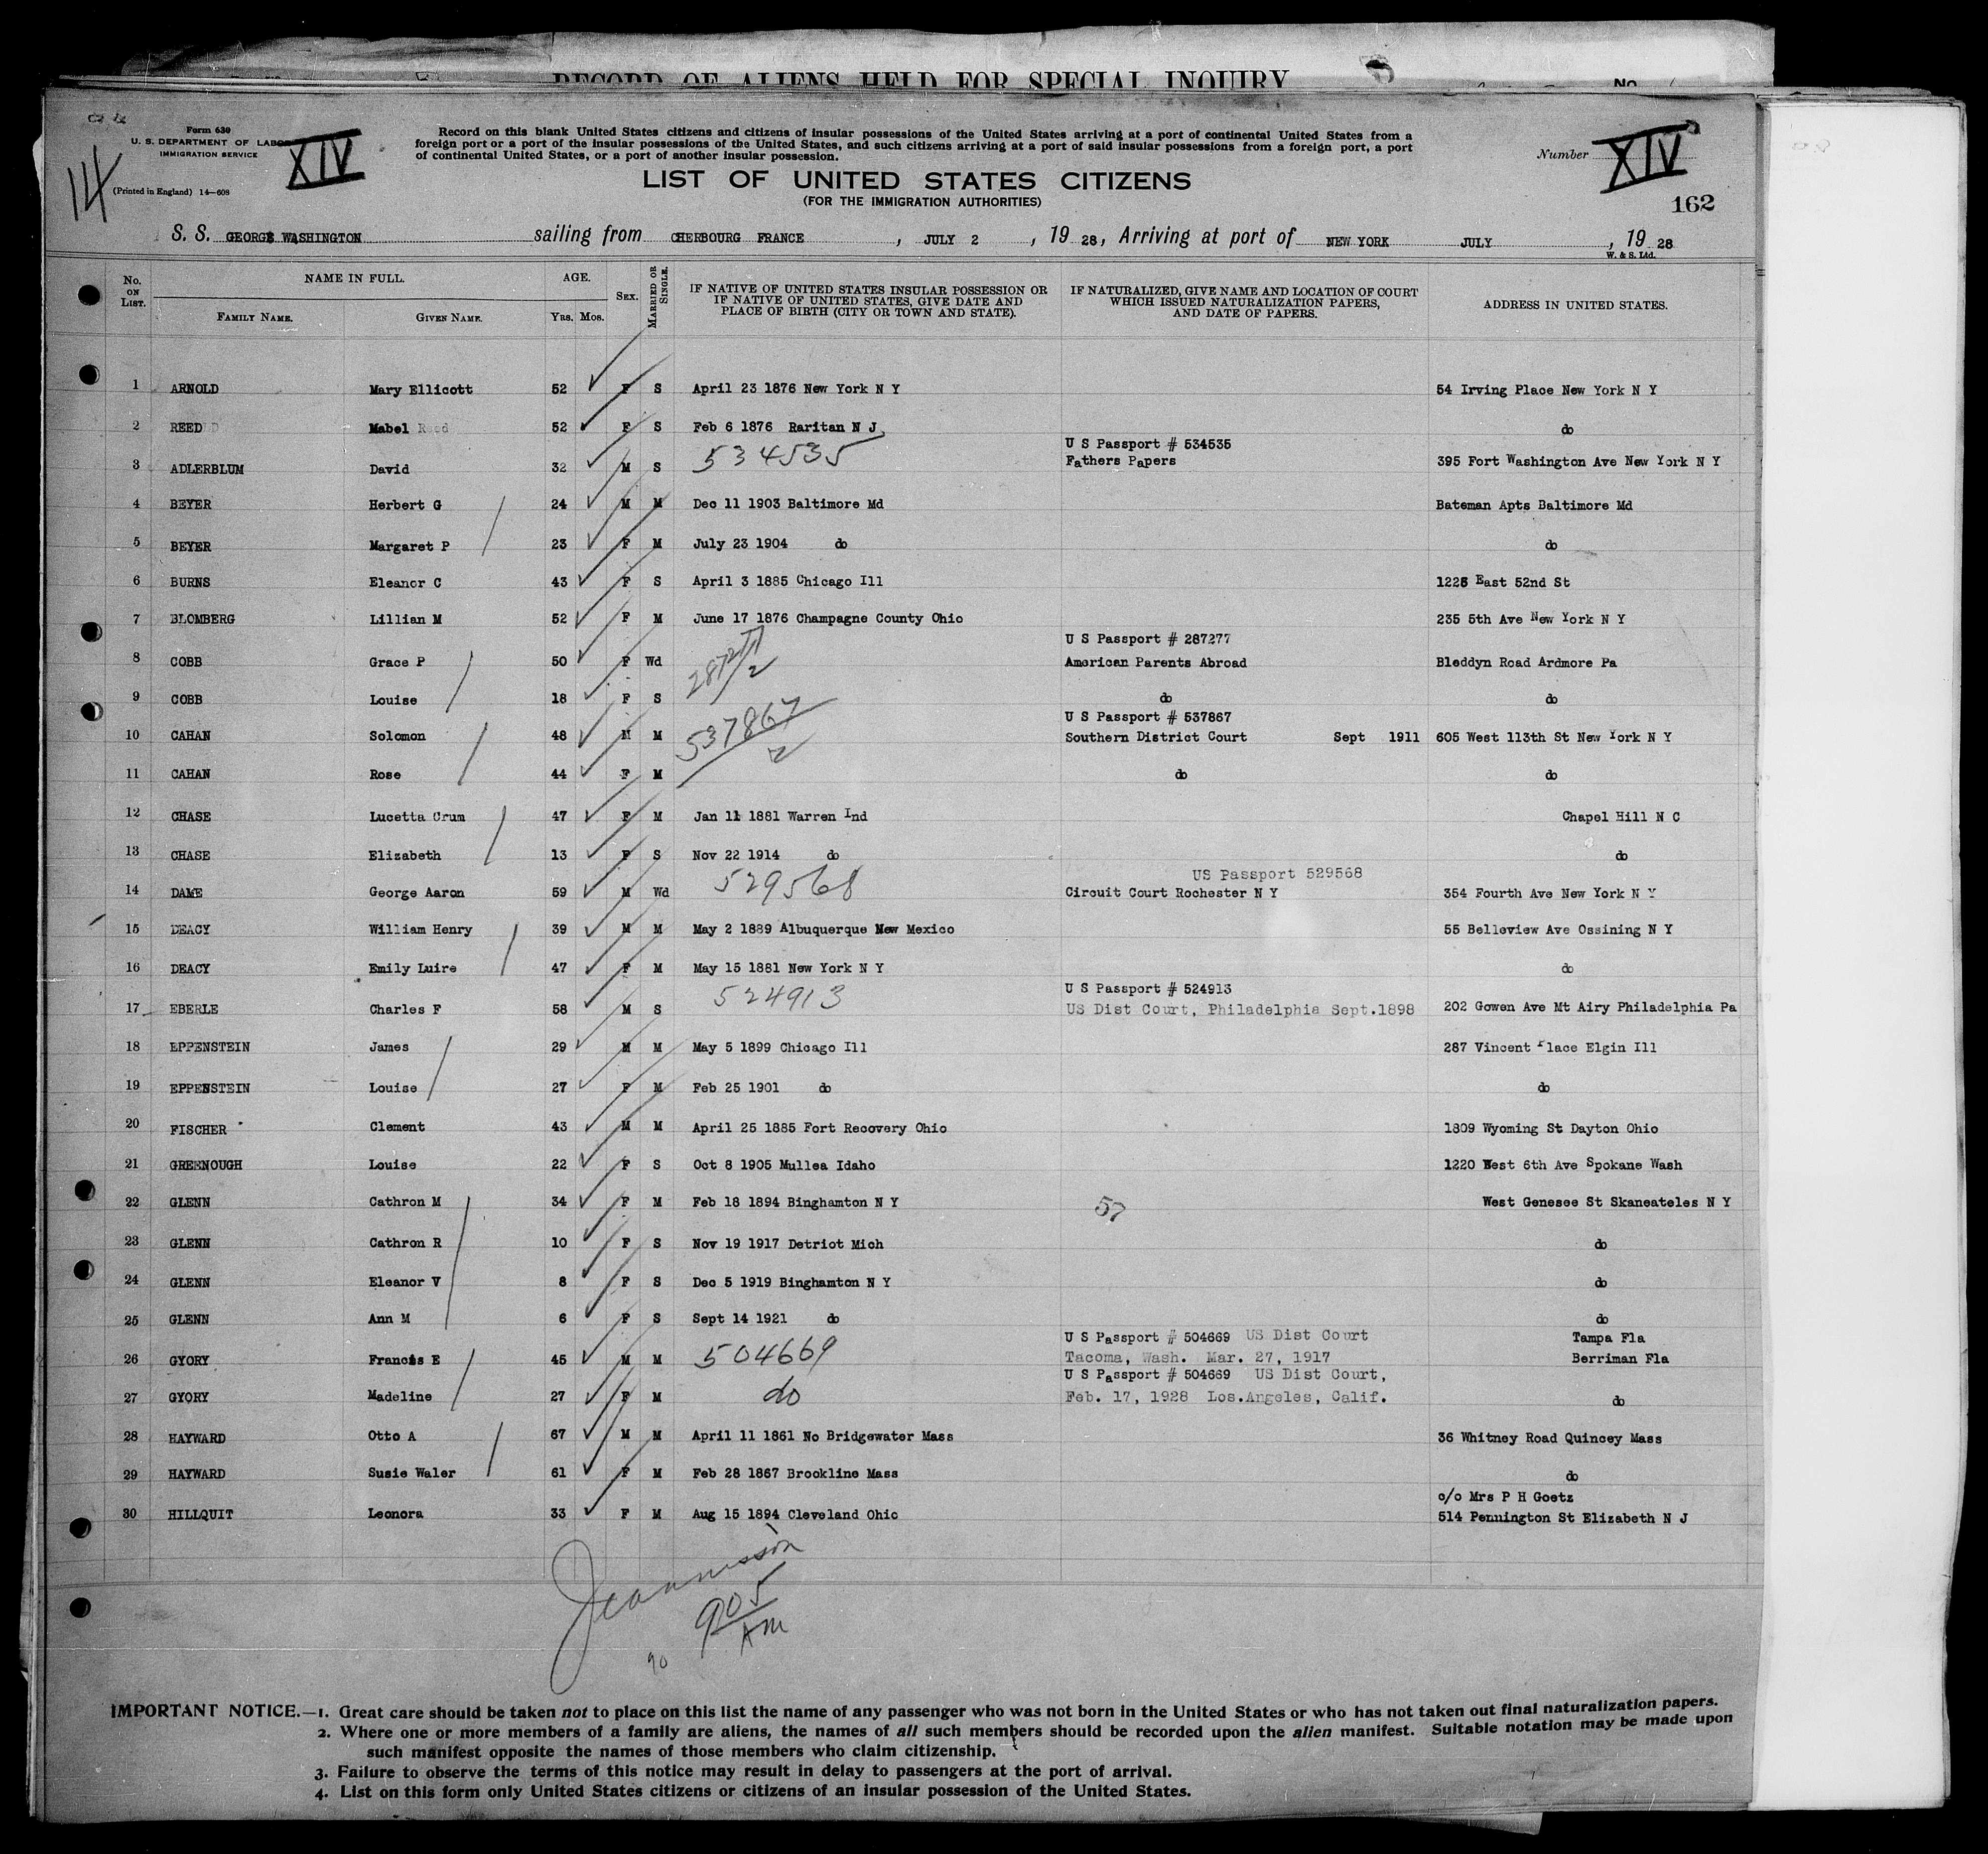 RECORD OF ALIENS HELD FOR SPECIAL INQUIRY
No.
Form 630
U. S. DEPARTMENT OF LABOR
IMMIGRATION SERVICE
(Printed in England) 14—608
14
XIV
Record on this blank United States citizens and citizens of insular possessions of the United States arriving at a port of continental United States from a
foreign port or a port of the insular possessions of the United States, and such citizens arriving at a port of said insular possessions from a foreign port, a port
of continental United States, or a port of another insular possession.
Number XIV
LIST OF UNITED STATES CITIZENS
(FOR THE IMMIGRATION AUTHORITIES)
162
S. S. GEORGE WASHINGTON sailing from CHERBOURG FRANCE, JULY 2, 19 28, Arriving at port of NEW YORK JULY, 19 28
W. & S. Ltd.
No. ON LIST. NAME IN FULL. FAMILY NAME. GIVEN NAME. AGE. YRS. MOS. SEX. MARRIED OR SINGLE. IF NATIVE OF UNITED STATES INSULAR POSSESSION OR IF NATIVE OF UNITED STATES, GIVE DATE AND PLACE OF BIRTH (CITY OR TOWN AND STATE). IF NATURALIZED, GIVE NAME AND LOCATION OF COURT WHICH ISSUED NATURALIZATION PAPERS, AND DATE OF PAPERS. ADDRESS IN UNITED STATES.
1 ARNOLD Mary Ellicott 52 F S April 23 1876 New York N Y 54 Irving Place New York N Y
2 REED Mabel Reed 52 F S Feb 6 1876 Raritan N J do
U S Passport # 534535
3 ADLERBLUM David 32 M S 534535 Fathers Papers 395 Fort Washington Ave New York N Y
4 BEYER Herbert G 24 M M Dec 11 1903 Baltimore Md Bateman Apts Baltimore Md
5 BEYER Margaret P 23 F M July 23 1904 do do
6 BURNS Eleanor C 43 F S April 3 1885 Chicago Ill 1226 East 52nd St
7 BLOMBERG Lillian M 52 F M June 17 1876 Champagne County Ohio 235 5th Ave New York N Y
U S Passport # 287277
8 COBB Grace P 50 F Wd 287277/2 American Parents Abroad Bleddyn Road Ardmore Pa
9 COBB Louise 18 F S do do
U S Passport # 537867
10 CAHAN Solomon 48 M M 537867/2 Southern District Court Sept 1911 605 West 113th St New York N Y
11 CAHAN Rose 44 F M do do
12 CHASE Lucetta Crum 47 F M Jan 11 1881 Warren Ind Chapel Hill N C
13 CHASE Elizabeth 13 F S Nov 22 1914 do do
US Passport 529568
14 DAME George Aaron 59 M Wd 529568 Circuit Court Rochester N Y 354 Fourth Ave New York N Y
15 DEACY William Henry 39 M M May 2 1889 Albuquerque New Mexico 55 Belleview Ave Ossining N Y
16 DEACY Emily Luire 47 F M May 15 1881 New York N Y do
U S Passport # 524913
17 EBERLE Charles F 58 M S 524913 US Dist Court, Philadelphia Sept.1898 202 Gowen Ave Mt Airy Philadelphia Pa
18 EPPENSTEIN James 29 M M May 5 1899 Chicago Ill 287 Vincent Place Elgin Ill
19 EPPENSTEIN Louise 27 F M Feb 25 1901 do do
20 FISCHER Clement 43 M M April 25 1885 Fort Recovery Ohio 1809 Wyoming St Dayton Ohio
21 GREENOUGH Louise 22 F S Oct 8 1905 Mullea Idaho 1220 West 6th Ave Spokane Wash
22 GLENN Cathron M 34 F M Feb 18 1894 Binghamton N Y 57 West Genesee St Skaneateles N Y
23 GLENN Cathron R 10 F S Nov 19 1917 Detriot Mich do
24 GLENN Eleanor V 8 F S Dec 5 1919 Binghamton N Y do
25 GLENN Ann M 6 F S Sept 14 1921 do do
U S Passport # 504669 US Dist Court Tampa Fla
26 GYORY Francis E 45 M M 504669 Tacoma, Wash. Mar. 27, 1917 Berriman Fla
U S Passport # 504669 US Dist Court,
27 GYORY Madeline 27 F M do Feb. 17, 1928 Los.Angeles, Calif. do
28 HAYWARD Otto A 67 M M April 11 1861 No Bridgewater Mass 36 Whitney Road Quincey Mass
29 HAYWARD Susie Waler 61 F M Feb 28 1867 Brookline Mass do
c/o Mrs P H Goetz
30 HILLQUIT Leonora 33 F M Aug 15 1894 Cleveland Ohio 514 Pennington St Elizabeth N J
905
AM
90
IMPORTANT NOTICE.—1. Great care should be taken not to place on this list the name of any passenger who was not born in the United States or who has not taken out final naturalization papers.
2. Where one or more members of a family are aliens, the names of all such members should be recorded upon the alien manifest. Suitable notation may be made upon
such manifest opposite the names of those members who claim citizenship.
3. Failure to observe the terms of this notice may result in delay to passengers at the port of arrival.
4. List on this form only United States citizens or citizens of an insular possession of the United States.